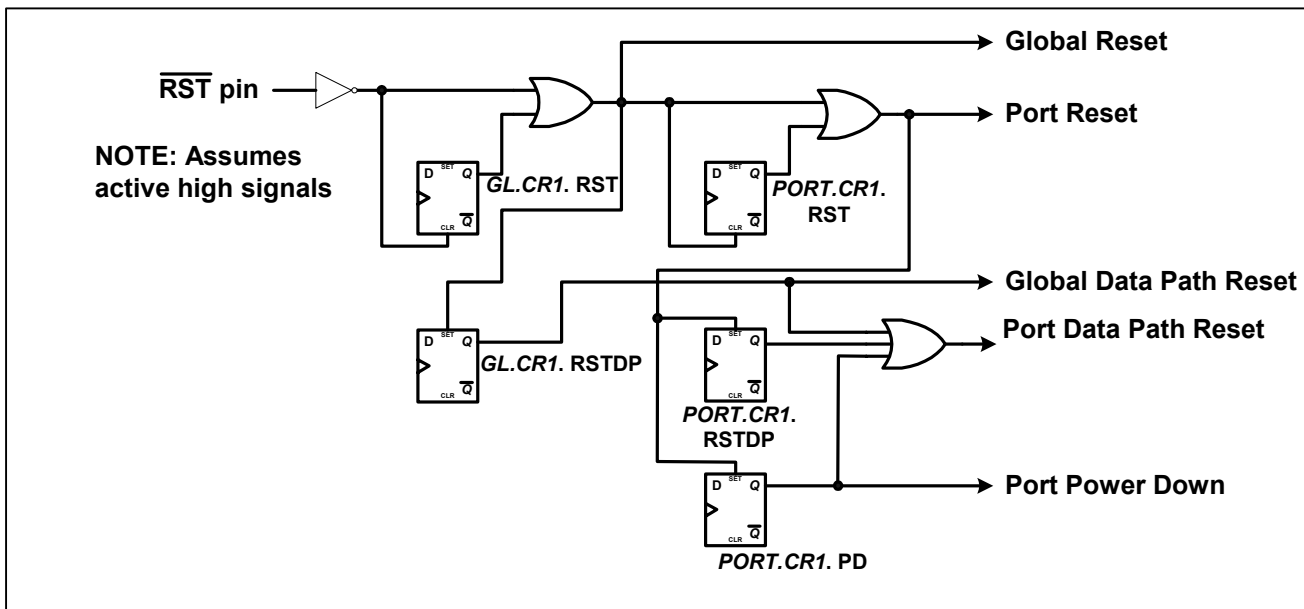 Global Reset
RST pin
Port Reset
NOTE: Assumes
active high signals
D SET Q
Q
CLR
GL.CR1. RST
D SET Q
Q
CLR
PORT.CR1.
RST
Global Data Path Reset
D SET Q
Q
CLR
GL.CR1. RSTDP
D SET Q
Q
CLR
PORT.CR1.
RSTDP
Port Data Path Reset
D SET Q
Q
CLR
PORT.CR1. PD
Port Power Down